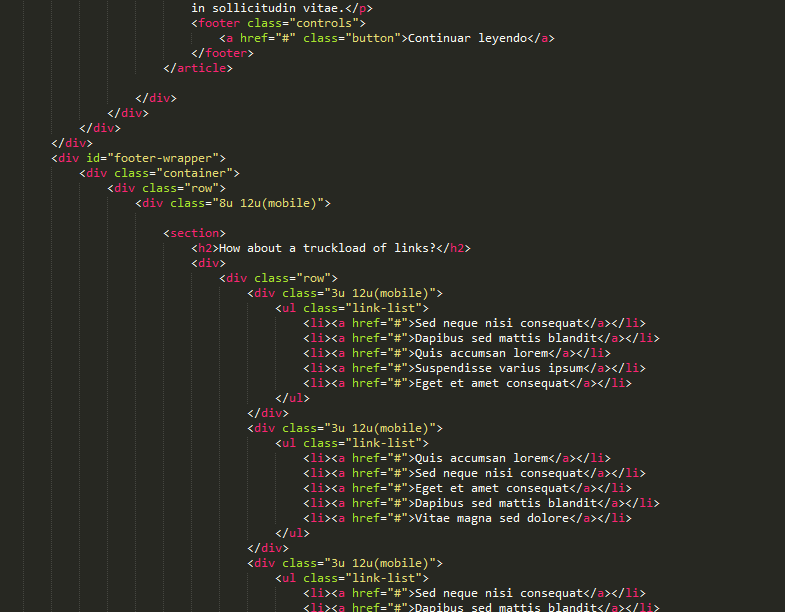 in sollicitudin vitae.</p>
<footer class="controls">
<a href="#" class="button">Continuar leyendo</a>
</footer>
</article>
</div>
</div>
</div>
</div>
<div id="footer-wrapper">
<div class="container">
<div class="row">
<div class="8u 12u(mobile)">
<section>
<h2>How about a truckload of links?</h2>
<div>
<div class="row">
<div class="3u 12u(mobile)">
<ul class="link-list">
<li><a href="#">Sed neque nisi consequat</a></li>
<li><a href="#">Dapibus sed mattis blandit</a></li>
<li><a href="#">Quis accumsan lorem</a></li>
<li><a href="#">Suspendisse varius ipsum</a></li>
<li><a href="#">Eget et amet consequat</a></li>
</ul>
</div>
<div class="3u 12u(mobile)">
<ul class="link-list">
<li><a href="#">Quis accumsan lorem</a></li>
<li><a href="#">Sed neque nisi consequat</a></li>
<li><a href="#">Eget et amet consequat</a></li>
<li><a href="#">Dapibus sed mattis blandit</a></li>
<li><a href="#">Vitae magna sed dolore</a></li>
</ul>
</div>
<div class="3u 12u(mobile)">
<ul class="link-list">
<li><a href="#">Sed neque nisi consequat</a></li>
<li><a href="#">Dapibus sed mattis blandit</a></li>